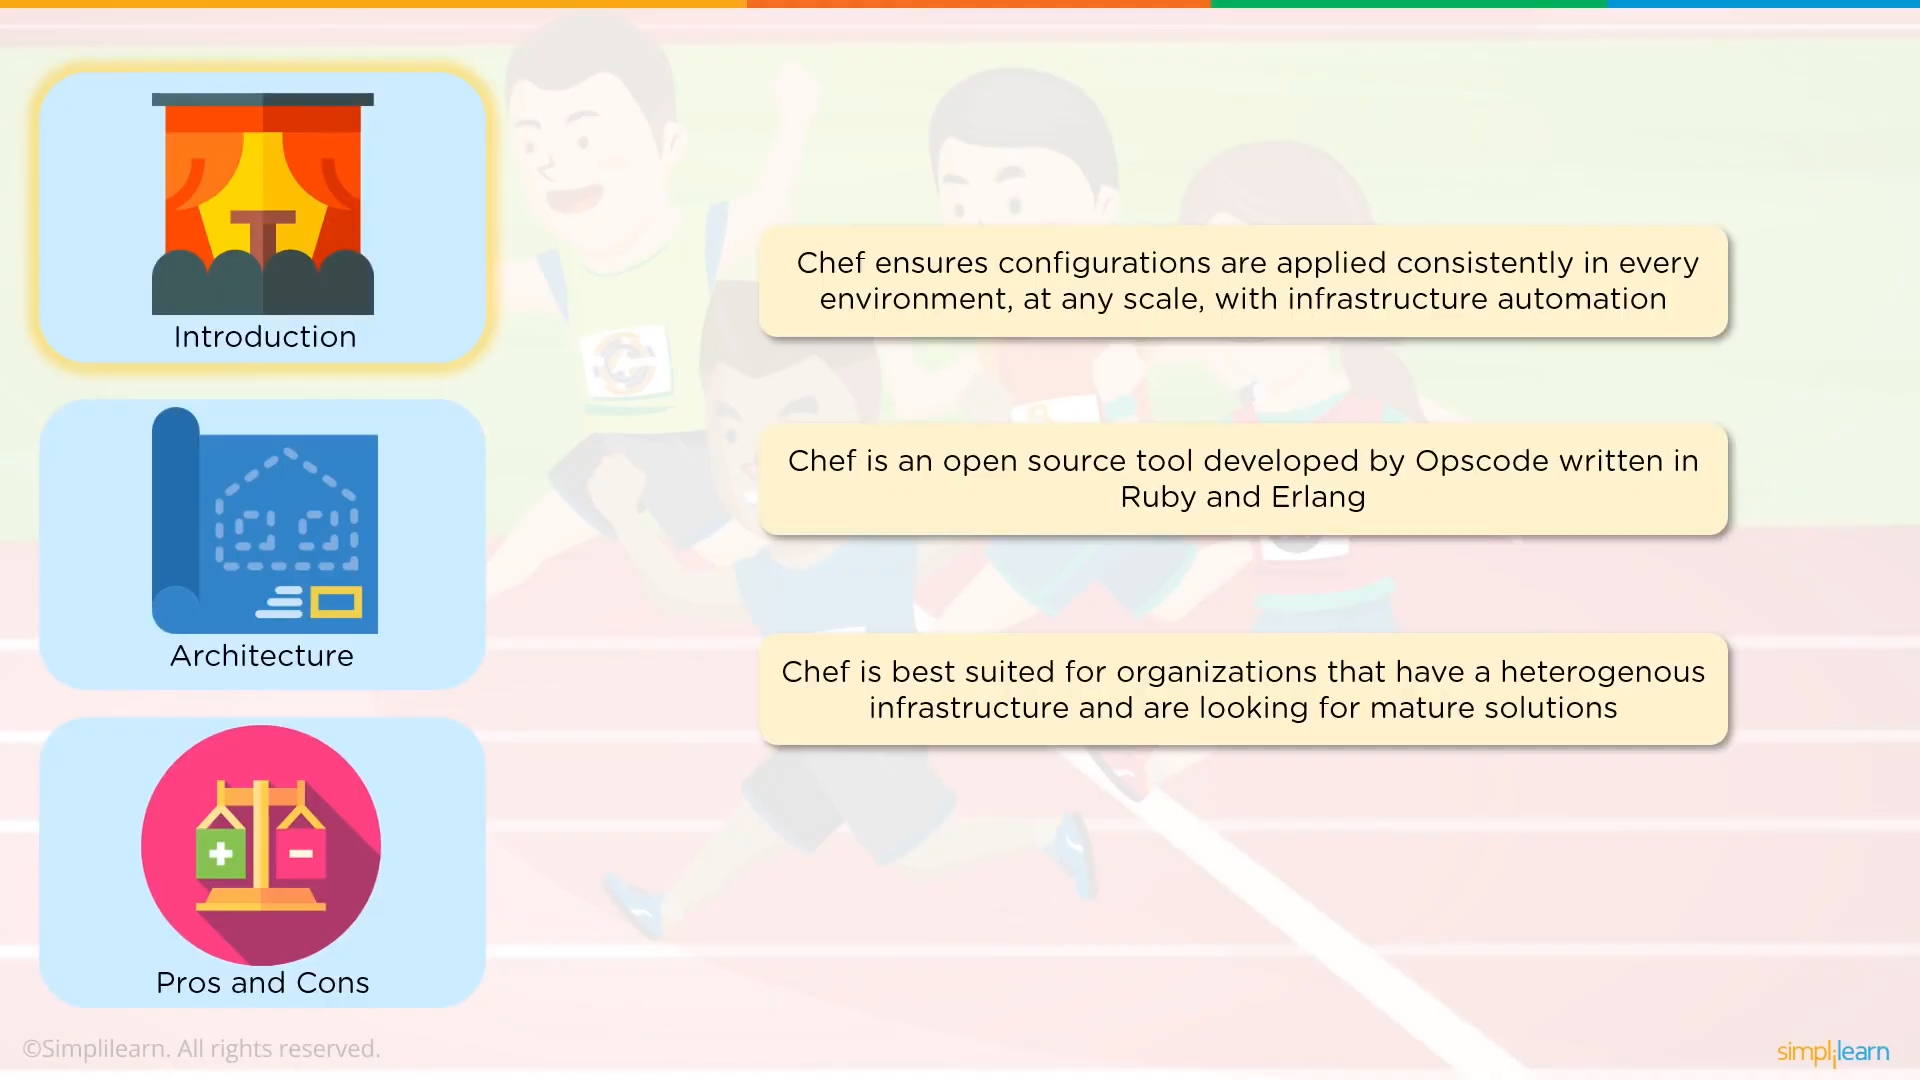 Introduction
Architecture
Pros and Cons
Chef ensures configurations are applied consistently in every
environment, at any scale, with infrastructure automation
Chef is an open source tool developed by Opscode written in
Ruby and Erlang
Chef is best suited for organizations that have a heterogenous
infrastructure and are looking for mature solutions
©Simplilearn. All rights reserved.
simplilearn